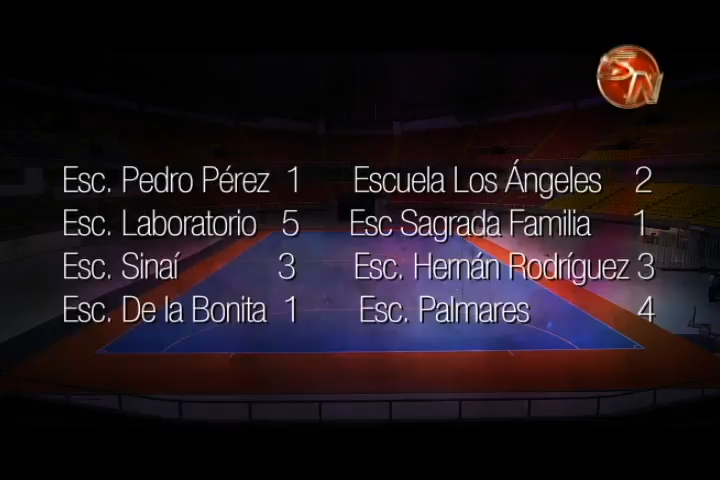 SN
Esc. Pedro Pérez 1 Escuela Los Ángeles 2
Esc. Laboratorio 5 Esc Sagrada Familia 1
Esc. Sinaí 3 Esc. Hernán Rodríguez 3
Esc. De la Bonita 1 Esc. Palmares 4